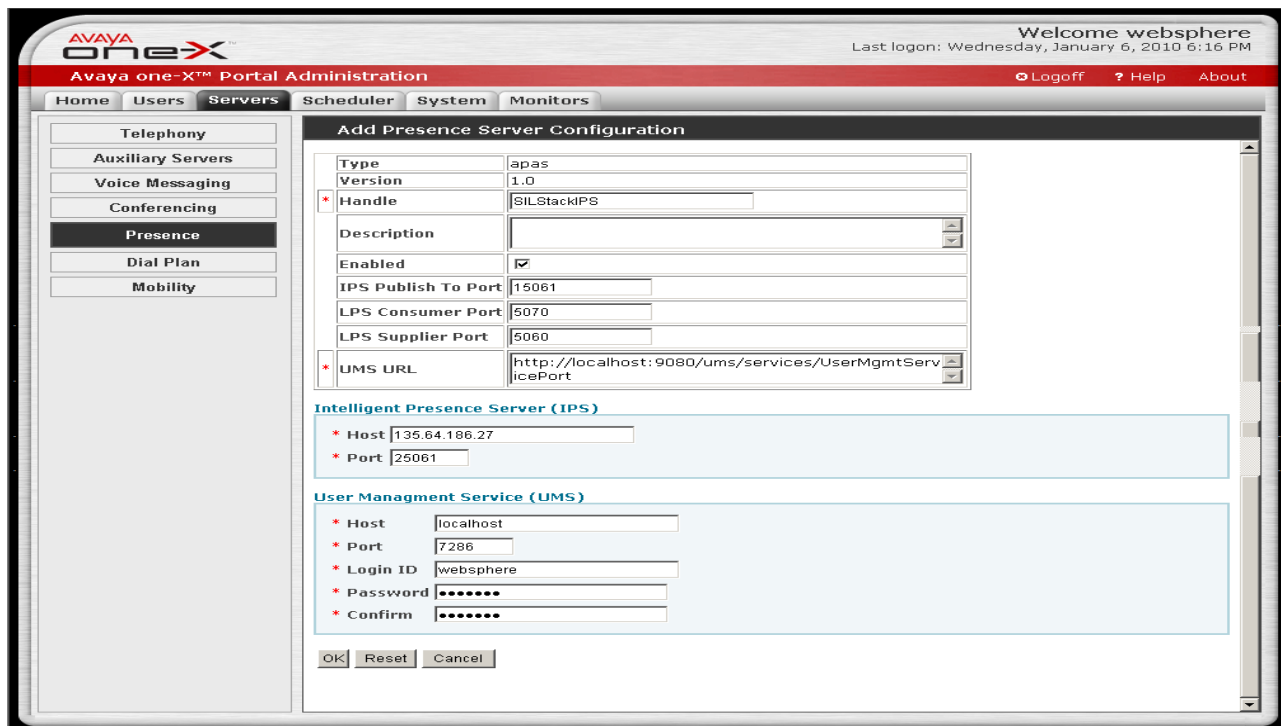 AVAYA
one-X™
Welcome websphere
Last logon: Wednesday, January 6, 2010 6:16 PM
Avaya one-X™ Portal Administration
Logoff ? Help About
Home Users Servers Scheduler System Monitors
Telephony
Auxiliary Servers
Voice Messaging
Conferencing
Presence
Dial Plan
Mobility
Add Presence Server Configuration
Type apas
Version 1.0
* Handle SILStackIPS
Description
Enabled
IPS Publish To Port 15061
LPS Consumer Port 5070
LPS Supplier Port 5060
* UMS URL http://localhost:9080/ums/services/UserMgmtServ
icePort
Intelligent Presence Server (IPS)
* Host 135.64.186.27
* Port 25061
User Managment Service (UMS)
* Host localhost
* Port 7286
* Login ID websphere
* Password •••••••
* Confirm •••••••
OK Reset Cancel